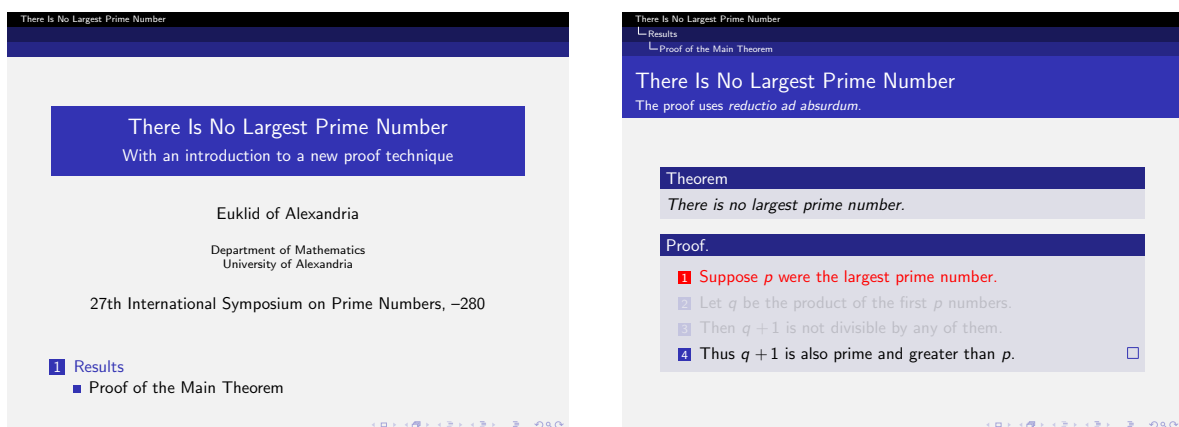 There Is No Largest Prime Number
There Is No Largest Prime Number
With an introduction to a new proof technique
Euklid of Alexandria
Department of Mathematics
University of Alexandria
27th International Symposium on Prime Numbers, –280
1 Results
Proof of the Main Theorem
There Is No Largest Prime Number
Results
Proof of the Main Theorem
There Is No Largest Prime Number
The proof uses reductio ad absurdum.
Theorem
There is no largest prime number.
Proof.
1 Suppose p were the largest prime number.
2 Let q be the product of the first p numbers.
3 Then q + 1 is not divisible by any of them.
4 Thus q + 1 is also prime and greater than p. □